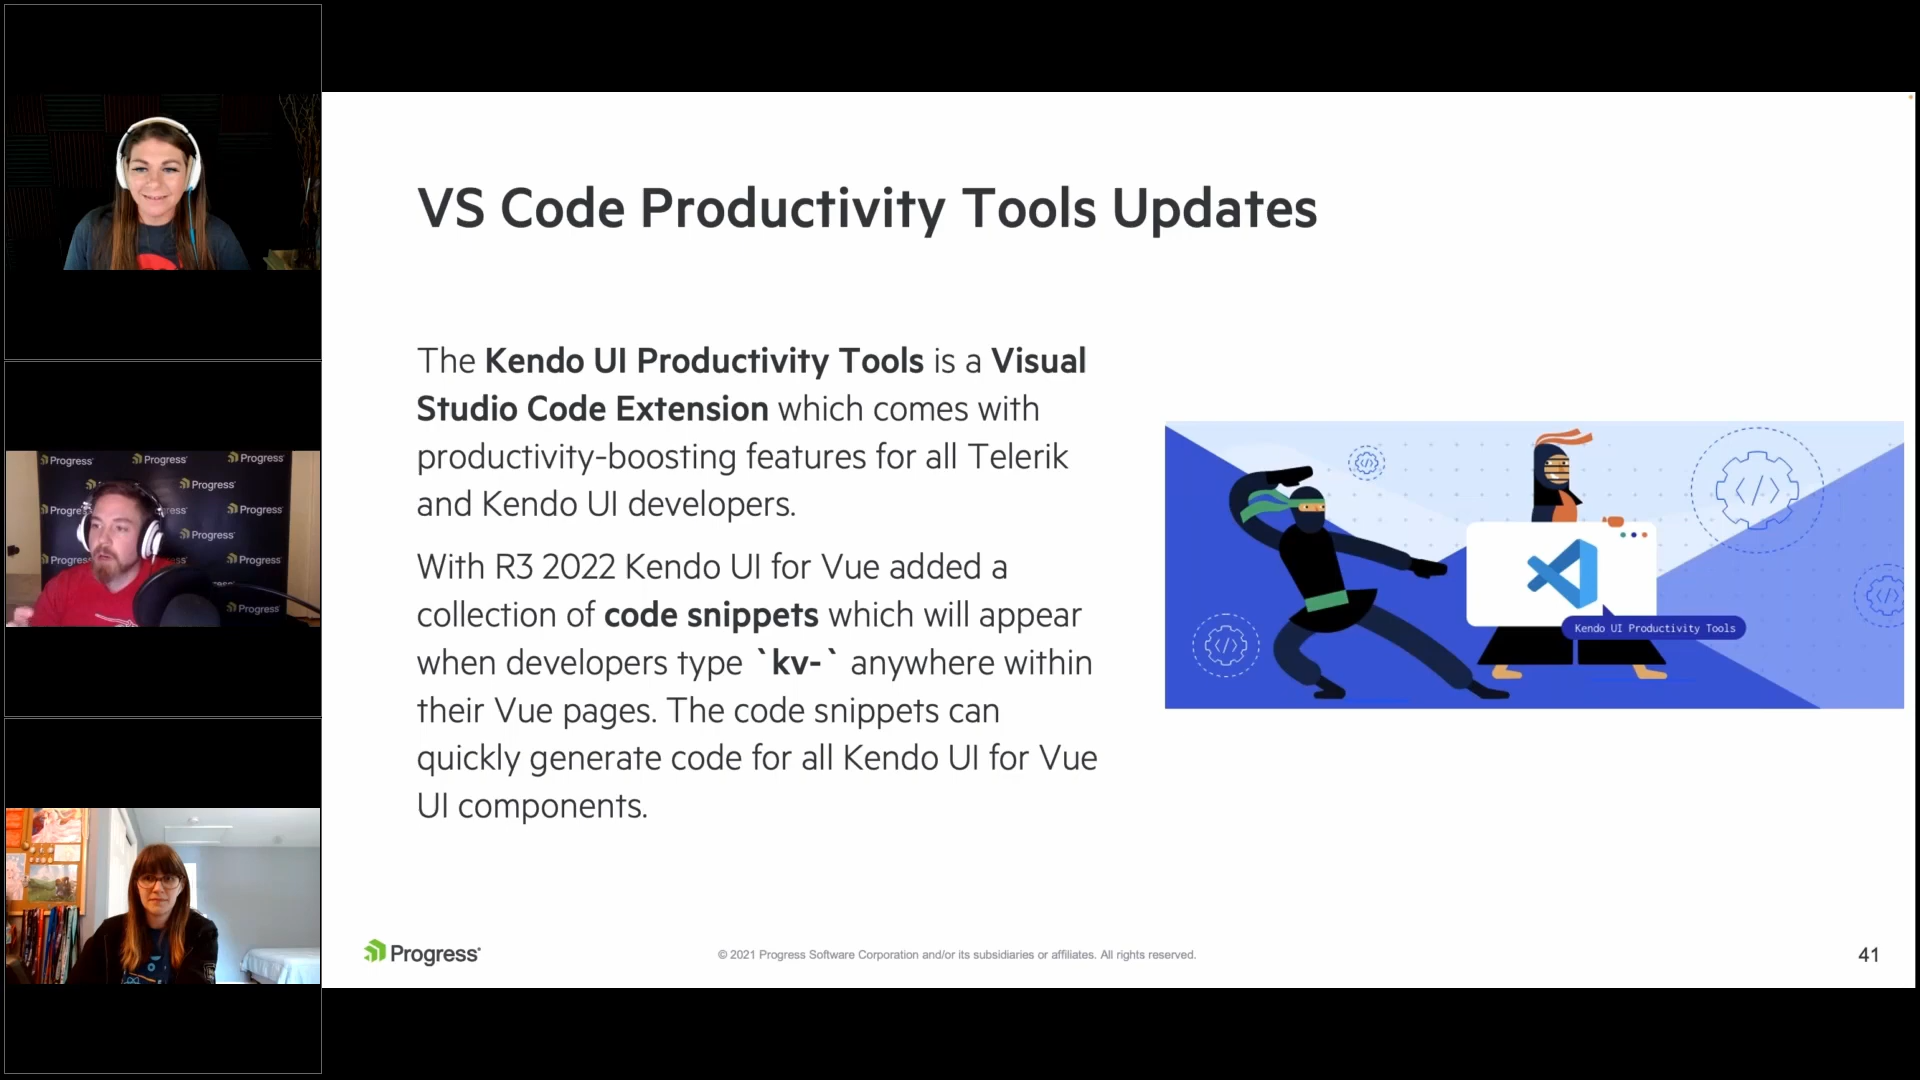 VS Code Productivity Tools Updates
The Kendo UI Productivity Tools is a Visual
Studio Code Extension which comes with
productivity-boosting features for all Telerik
and Kendo UI developers.
With R3 2022 Kendo UI for Vue added a
collection of code snippets which will appear
when developers type `kv-` anywhere within
their Vue pages. The code snippets can
quickly generate code for all Kendo UI for Vue
UI components.
</>
</>
</>
</>
Kendo UI Productivity Tools
Progress
© 2021 Progress Software Corporation and/or its subsidiaries or affiliates. All rights reserved.
41
Progress
Progress
Progress
Progress
Progress
Progress
Progress
Progress
Progress